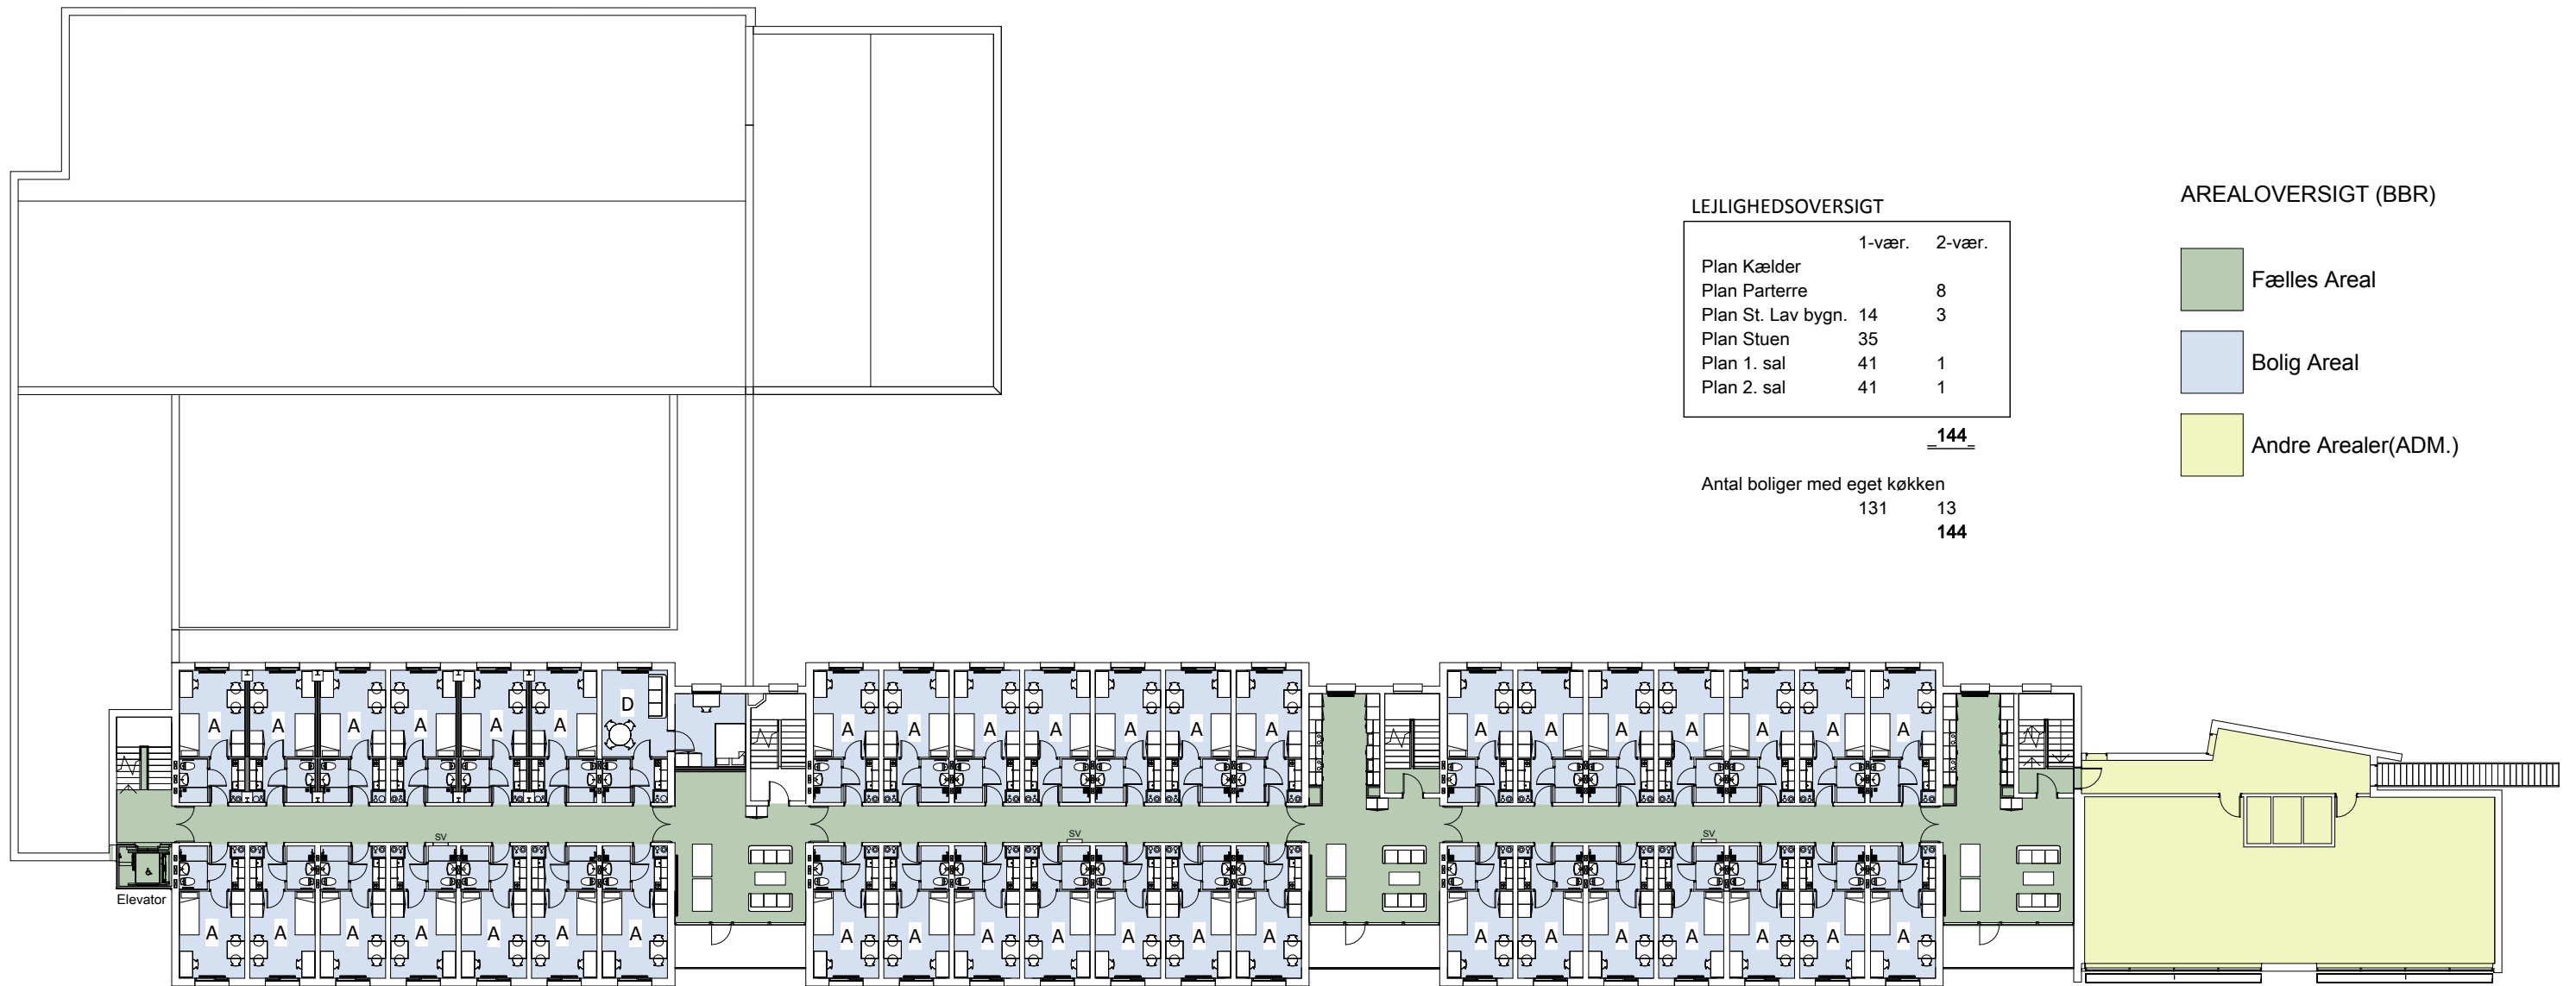 AREALOVERSIGT (BBR)
Fælles Areal
Bolig Areal
Andre Arealer(ADM.)
LEJLIGHEDSOVERSIGT
1-vær. 2-vær.
Plan Kælder
Plan Parterre 8
Plan St. Lav bygn. 14 3
Plan Stuen 35
Plan 1. sal 41 1
Plan 2. sal 41 1
144
Antal boliger med eget køkken
131 13
144
A A A A A A D A A A A A A A A A A A A A A
SV SV SV
Elevator
A A A A A A A A A A A A A A A A A A A A A